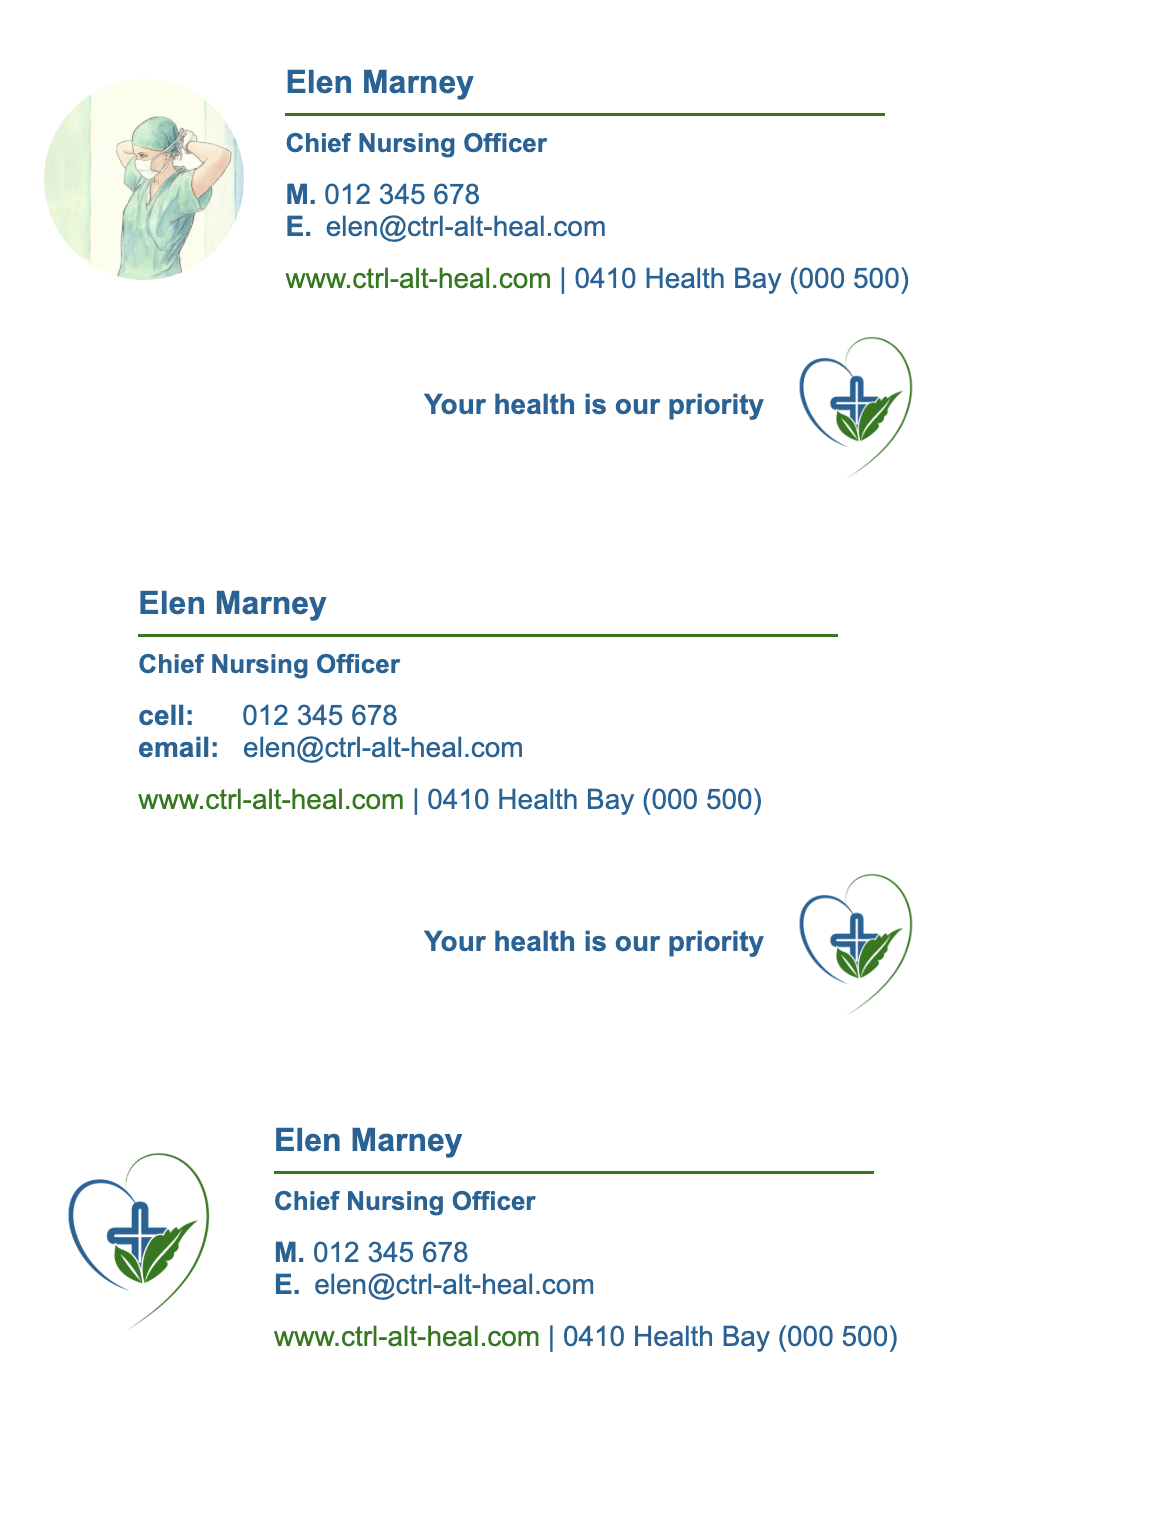 Elen Marney
Chief Nursing Officer
M. 012 345 678
E. elen@ctrl-alt-heal.com
www.ctrl-alt-heal.com | 0410 Health Bay (000 500)
Your health is our priority
Elen Marney
Chief Nursing Officer
cell: 012 345 678
email: elen@ctrl-alt-heal.com
www.ctrl-alt-heal.com | 0410 Health Bay (000 500)
Your health is our priority
Elen Marney
Chief Nursing Officer
M. 012 345 678
E. elen@ctrl-alt-heal.com
www.ctrl-alt-heal.com | 0410 Health Bay (000 500)